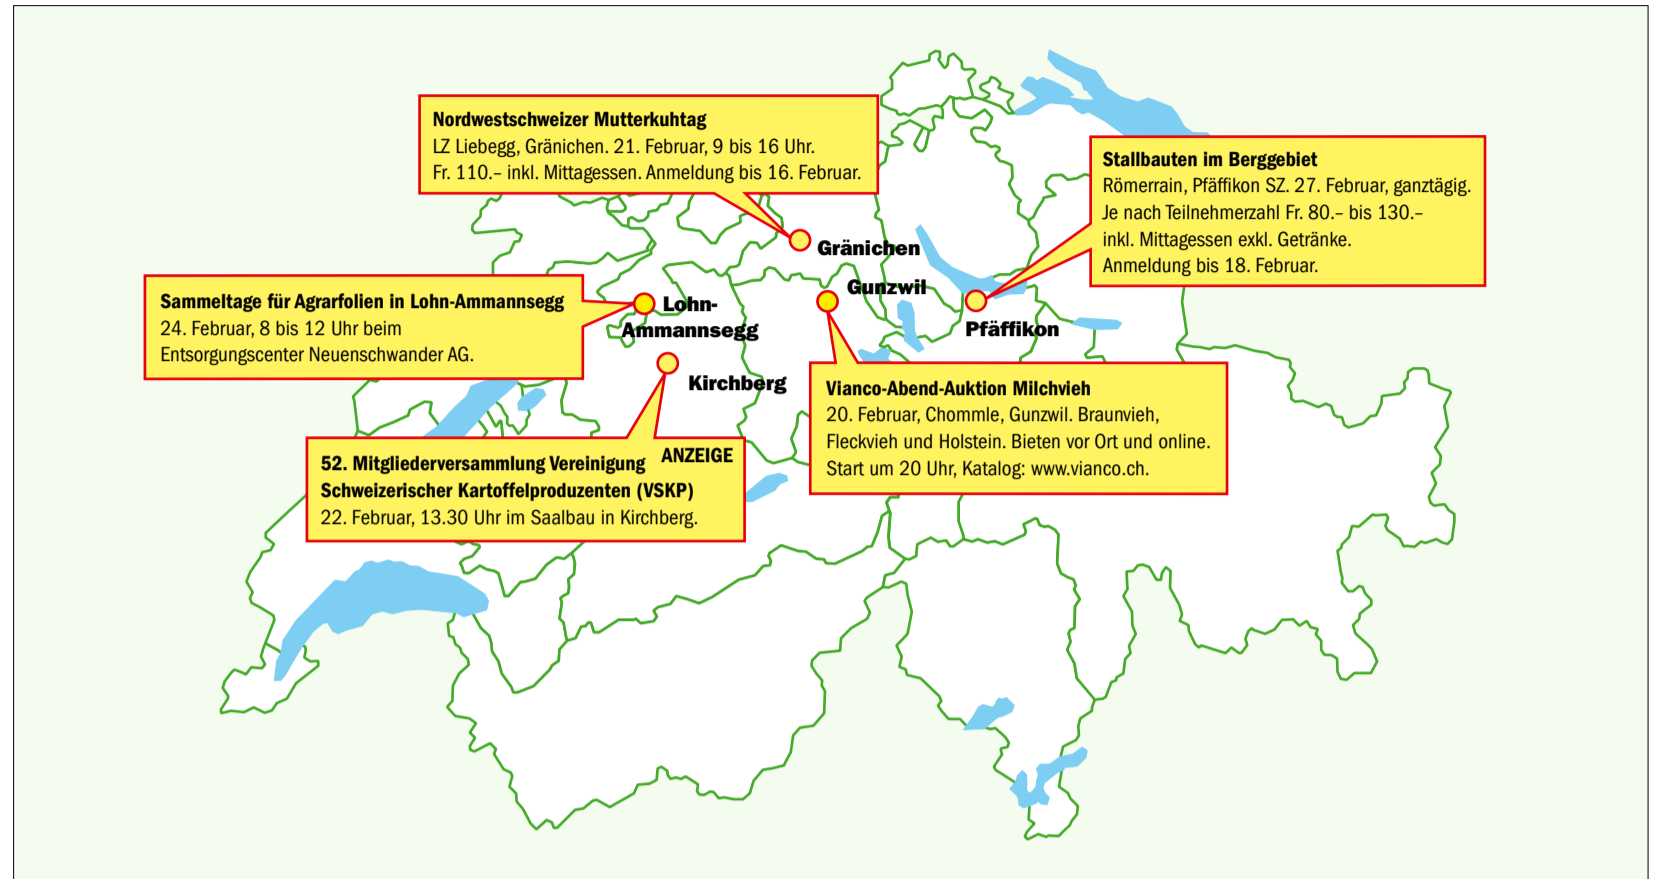 Nordwestschweizer Mutterkuhtag
LZ Liebegg, Gränichen. 21. Februar, 9 bis 16 Uhr.
Fr. 110.– inkl. Mittagessen. Anmeldung bis 16. Februar.
Stallbauten im Berggebiet
Römerrain, Pfäffikon SZ. 27. Februar, ganztägig.
Je nach Teilnehmerzahl Fr. 80.– bis 130.–
inkl. Mittagessen exkl. Getränke.
Anmeldung bis 18. Februar.
Gränichen
Gunzwil
Sammeltage für Agrarfolien in Lohn-Ammannsegg
24. Februar, 8 bis 12 Uhr beim
Entsorgungscenter Neuenschwander AG.
Lohn-
Ammannsegg
Pfäffikon
Kirchberg
Vianco-Abend-Auktion Milchvieh
20. Februar, Chommle, Gunzwil. Braunvieh,
Fleckvieh und Holstein. Bieten vor Ort und online.
Start um 20 Uhr, Katalog: www.vianco.ch.
52. Mitgliederversammlung Vereinigung
Schweizerischer Kartoffelproduzenten (VSKP)
22. Februar, 13.30 Uhr im Saalbau in Kirchberg.
ANZEIGE